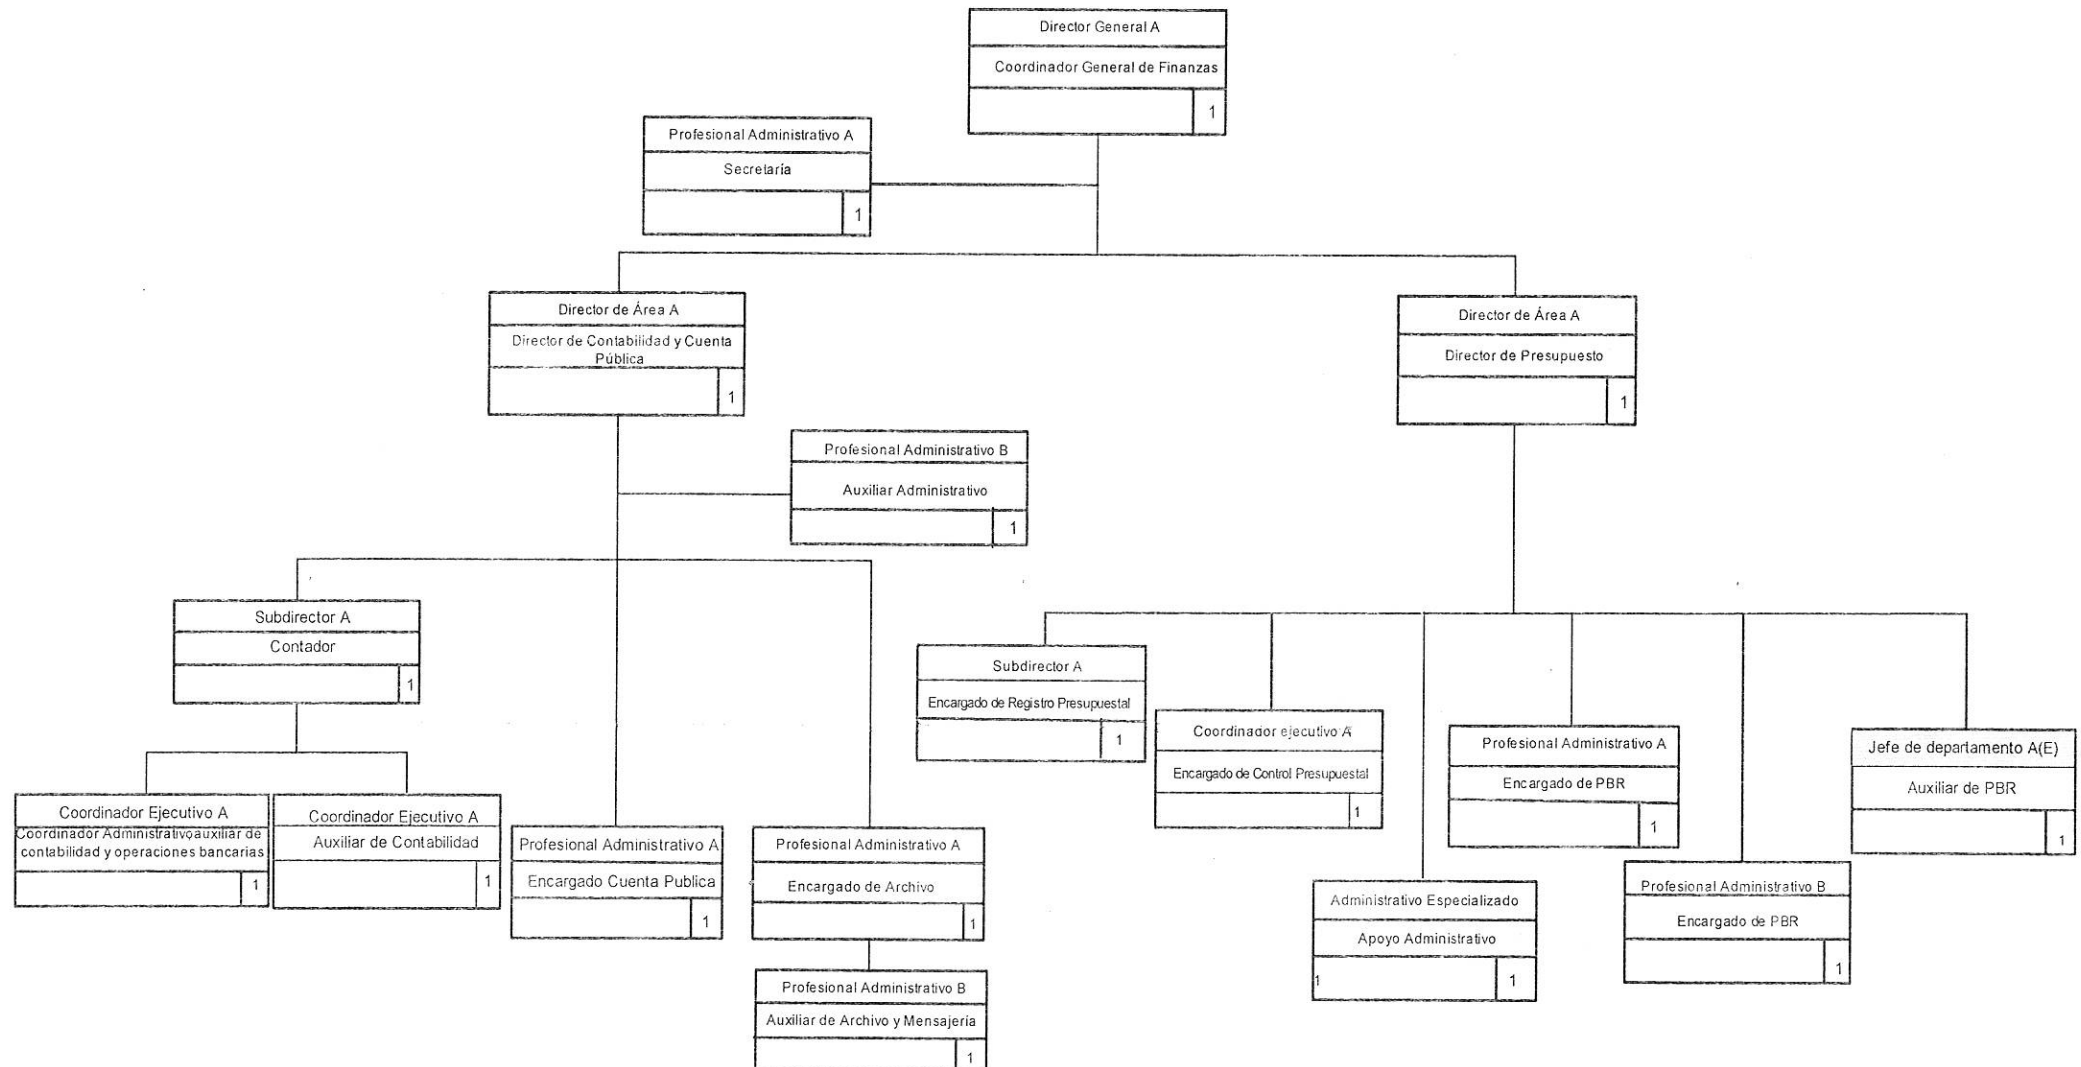 Director General A
Coordinador General de Finanzas
1
Profesional Administrativo A
Secretaría
1
Director de Área A
Director de Contabilidad y Cuenta
Pública
1
Director de Área A
Director de Presupuesto
1
Profesional Administrativo B
Auxiliar Administrativo
1
Subdirector A
Contador
1
Subdirector A
Encargado de Registro Presupuestal
1
Coordinador ejecutivo A
Encargado de Control Presupuestal
1
Profesional Administrativo A
Encargado de PBR
1
Jefe de departamento A(E)
Auxiliar de PBR
1
Coordinador Ejecutivo A
Coordinador Administrativoauxiliar de
contabilidad y operaciones bancarias
1
Coordinador Ejecutivo A
Auxiliar de Contabilidad
1
Profesional Administrativo A
Encargado Cuenta Publica
1
Profesional Administrativo A
Encargado de Archivo
1
Administrativo Especializado
Apoyo Administrativo
1 1
Profesional Administrativo B
Encargado de PBR
1
Profesional Administrativo B
Auxiliar de Archivo y Mensajería
1